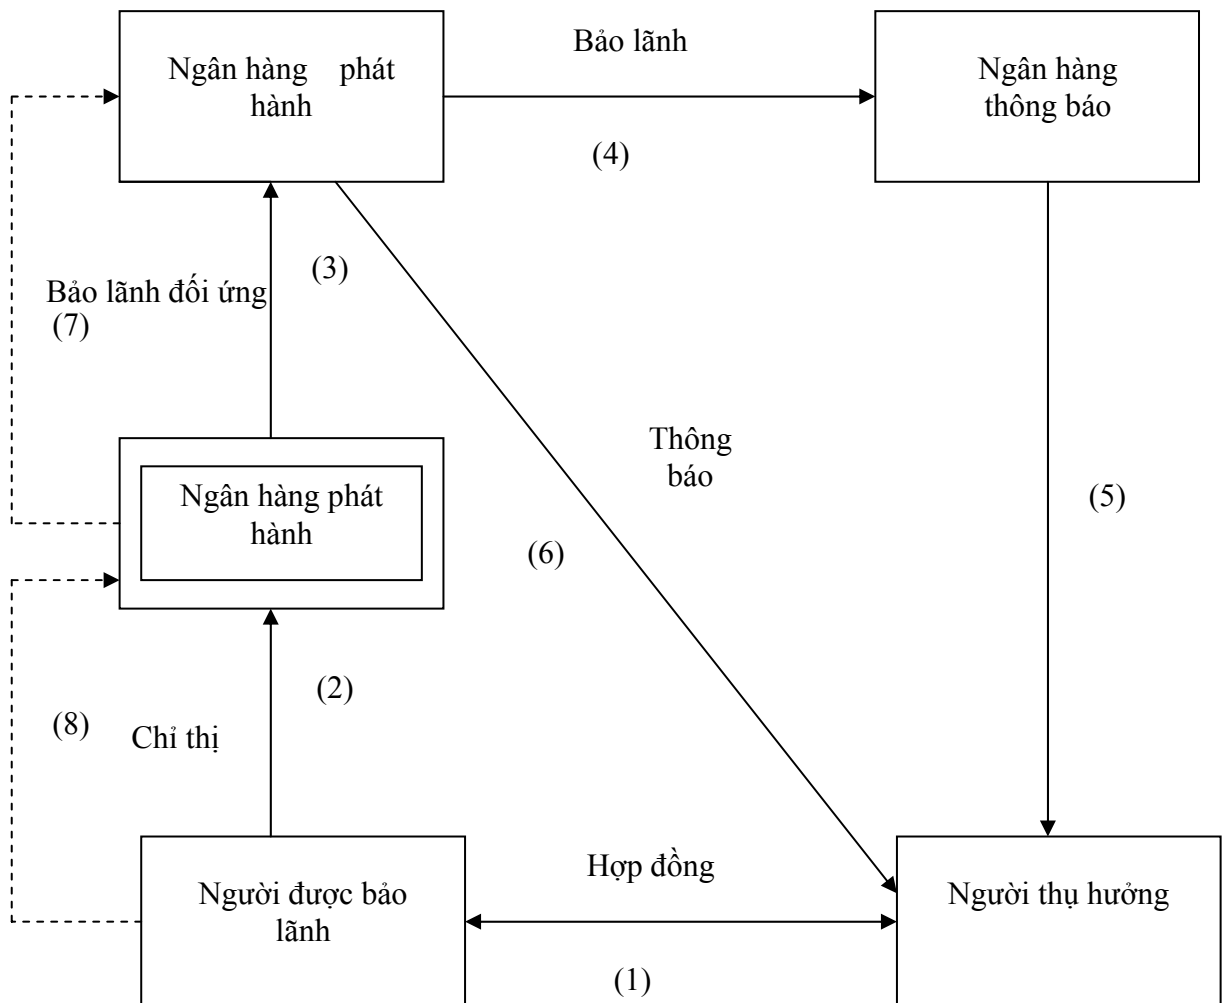 Bảo lãnh
Ngân hàng phát
hành
Ngân hàng
thông báo
(4)
(3)
Bảo lãnh đối ứng
(7)
Thông
báo
Ngân hàng phát
hành
(5)
(6)
(2)
(8)
Chỉ thị
Hợp đồng
Người được bảo
lãnh
Người thụ hưởng
(1)